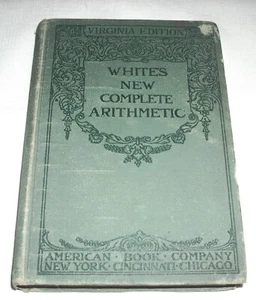 VIRGINIA EDITION
WHITE'S
NEW
COMPLETE
ARITHMETIC
AMERICAN · BOOK · COMPANY
NEW YORK · CINCINNATI · CHICAGO